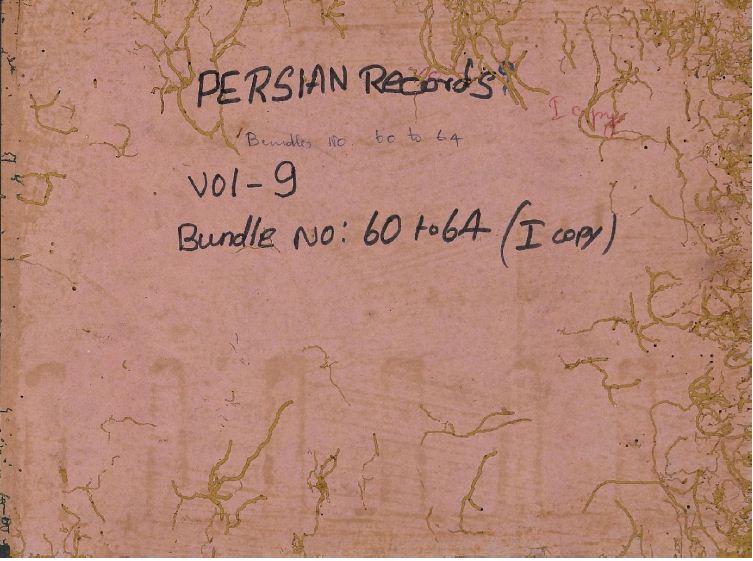 PERSIAN Records"
I copy
Bundles No. 60 to 64
Vol - 9
Bundle No: 60 to 64 (I copy)